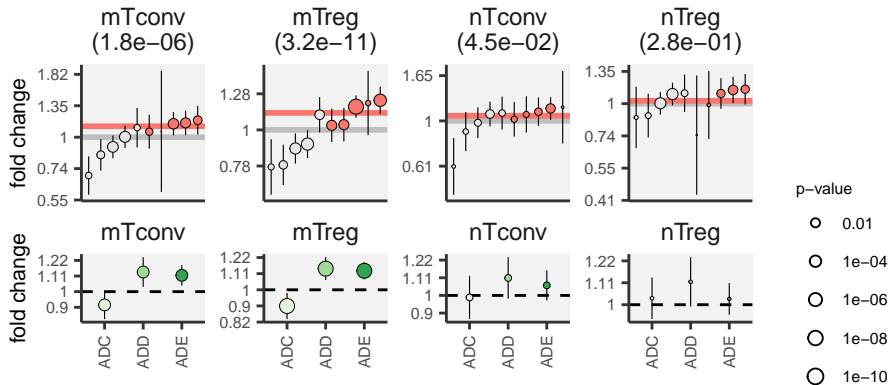 mTconv
(1.8e−06)
mTreg
(3.2e−11)
nTconv
(4.5e−02)
nTreg
(2.8e−01)
fold change
1.82
1.35
1
0.74
0.55
1.28
1
0.78
1.65
1
0.61
1.35
1
0.74
0.55
0.41
mTconv
mTreg
nTconv
nTreg
fold change
1.22
1.11
1
0.9
1.22
1.11
1
0.9
0.82
1.22
1.11
1
0.9
1.22
1.11
1
ADC
ADD
ADE
ADC
ADD
ADE
ADC
ADD
ADE
ADC
ADD
ADE
p−value
0.01
1e−04
1e−06
1e−08
1e−10